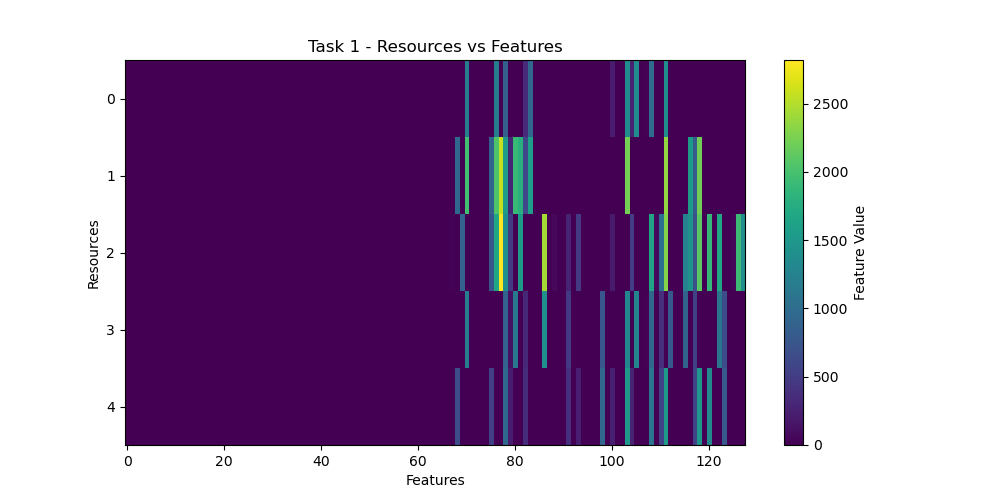 Task 1 - Resources vs Features
0
1
2
3
4
Resources
0 20 40 60 80 100 120
Features
2500
2000
1500
1000
500
0
Feature Value